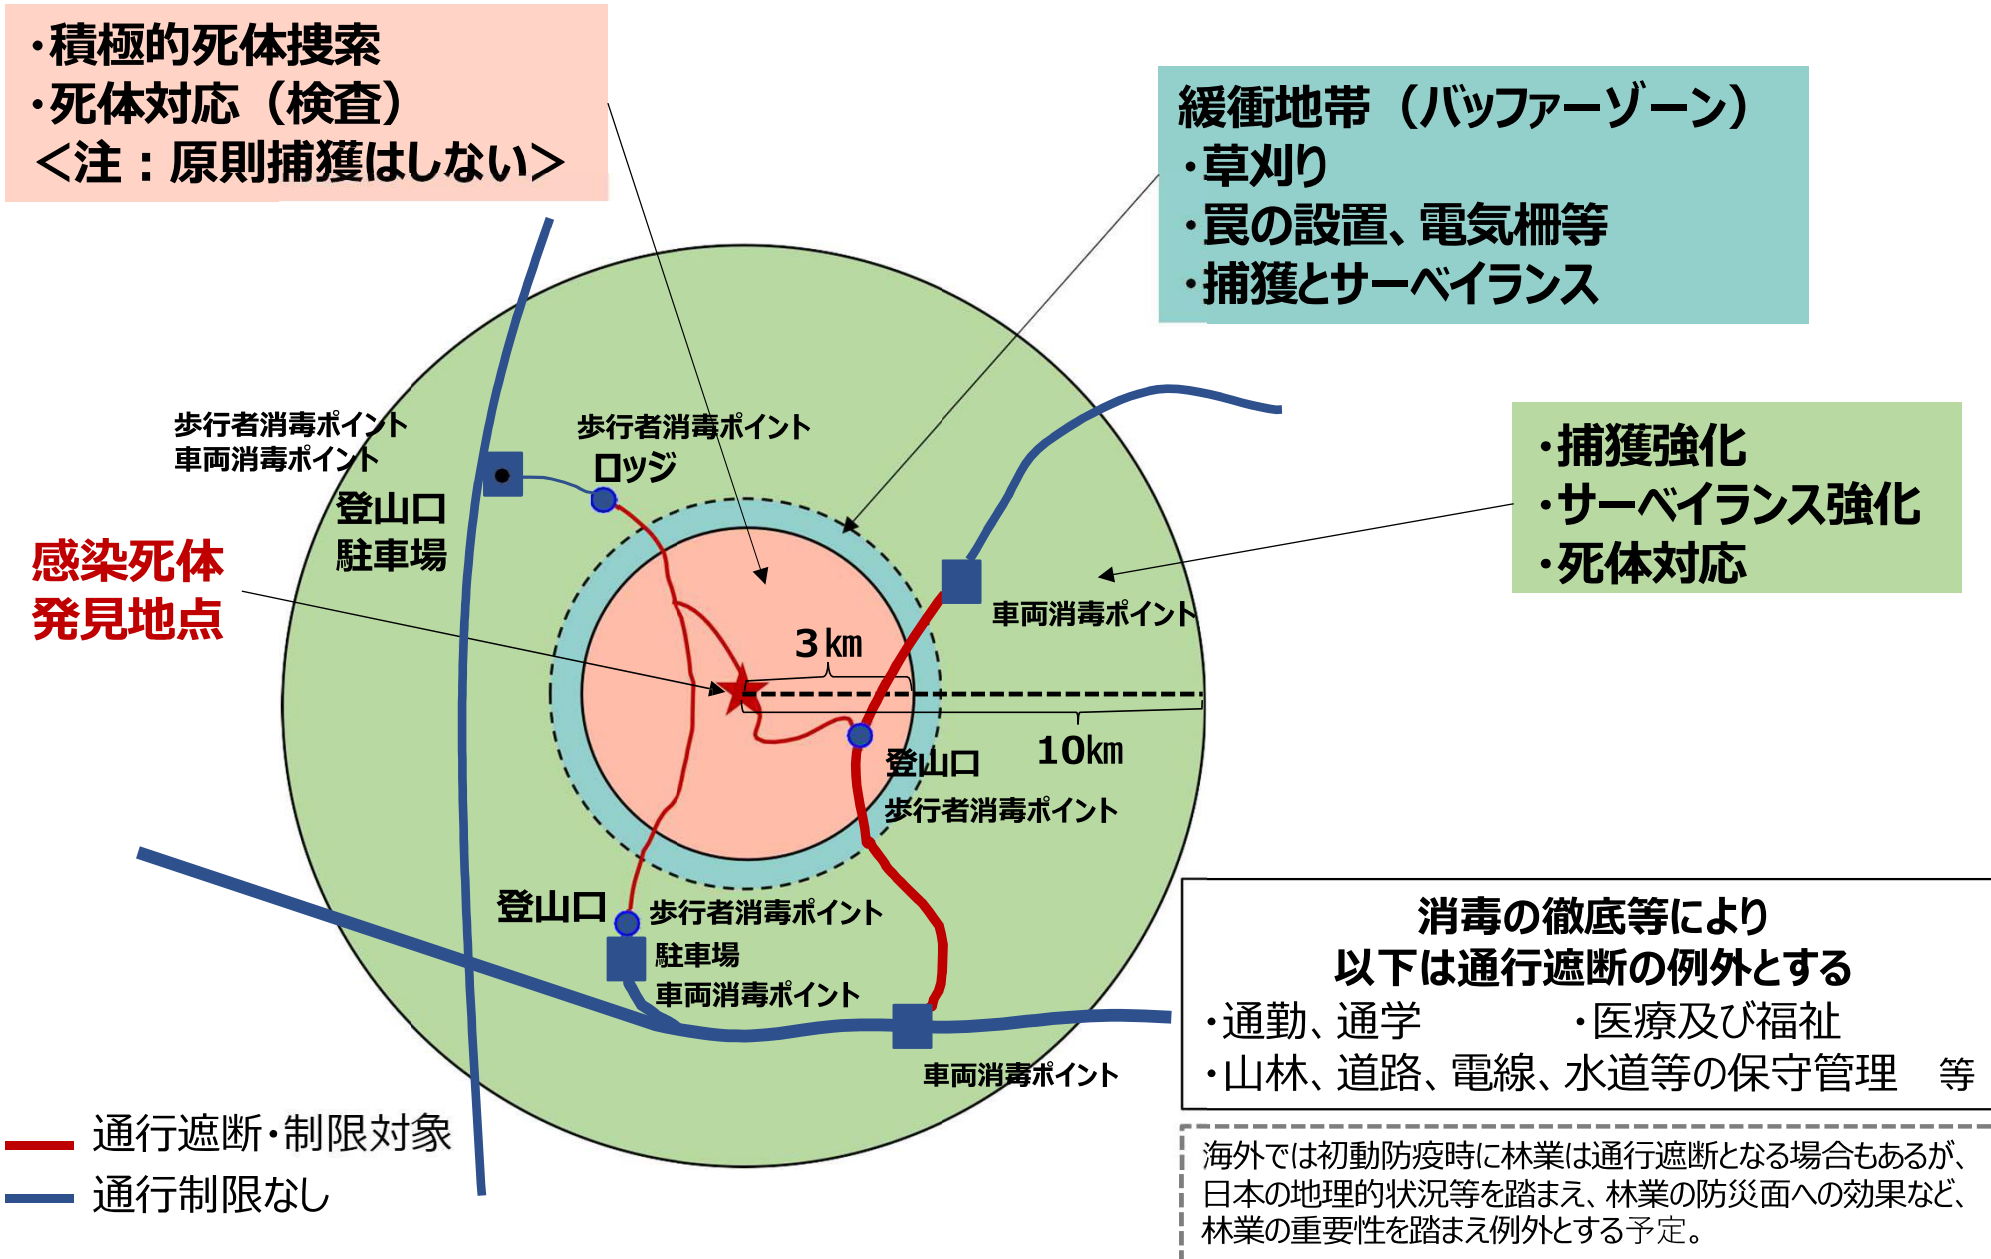 ・積極的死体捜索
・死体対応（検査）
＜注：原則捕獲はしない＞
緩衝地帯（バッファーゾーン）
・草刈り
・罠の設置、電気柵等
・捕獲とサーベイランス
・捕獲強化
・サーベイランス強化
・死体対応
歩行者消毒ポイント
車両消毒ポイント
登山口
駐車場
歩行者消毒ポイント
ロッジ
感染死体
発見地点
車両消毒ポイント
3㎞
10㎞
登山口
歩行者消毒ポイント
登山口
歩行者消毒ポイント
駐車場
車両消毒ポイント
車両消毒ポイント
消毒の徹底等により
以下は通行遮断の例外とする
・通勤、通学　・医療及び福祉
・山林、道路、電線、水道等の保守管理　等
通行遮断・制限対象
通行制限なし
海外では初動防疫時に林業は通行遮断となる場合もあるが、
日本の地理的状況等を踏まえ、林業の防災面への効果など、
林業の重要性を踏まえ例外とする予定。